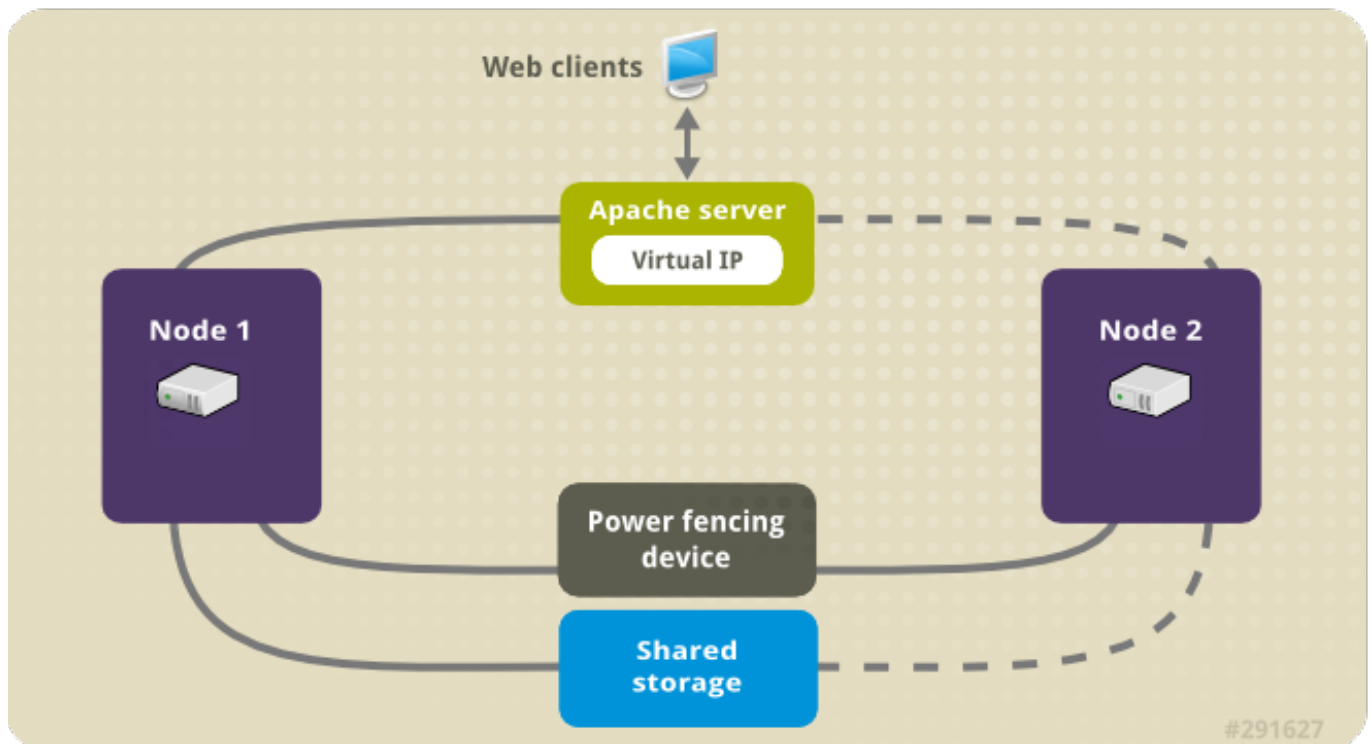 Web clients
Apache server
Virtual IP
Node 1
Node 2
Power fencing
device
Shared
storage
#291627